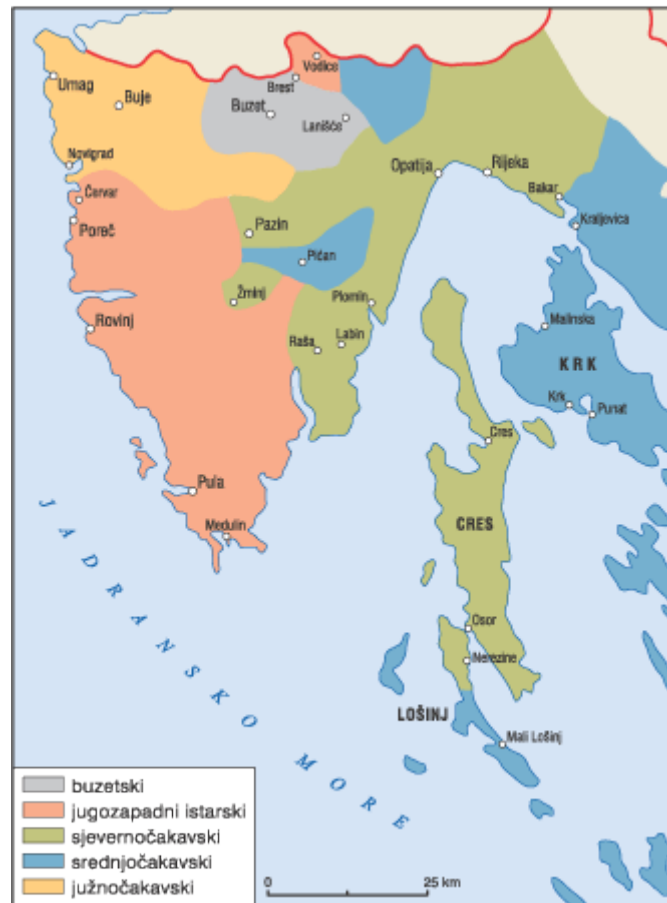 Vodice
Brest
Umag
Buje
Buzet
Lanišće
Novigrad
Opatija
Rijeka
Červar
Bakar
Poreč
Pazin
Kraljevica
Pićan
Žminj
Plomin
Rovinj
Malinska
Labin
Raša
KRK
Krk
Punat
Cres
Pula
CRES
Medulin
JADRANSKO MORE
Osor
Nerezine
LOŠINJ
Mali Lošinj
buzetski
jugozapadni istarski
sjevernočakavski
srednjočakavski
južnočakavski
0 25 km